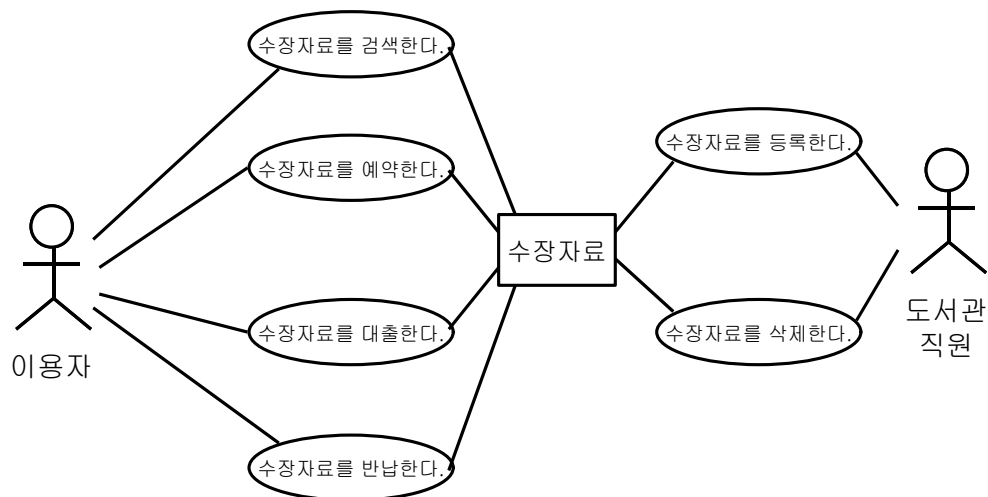 수장자료를 검색한다.
수장자료를 예약한다.
수장자료를 대출한다.
수장자료를 반납한다.
이용자
수장자료
수장자료를 등록한다.
수장자료를 삭제한다.
도서관
직원